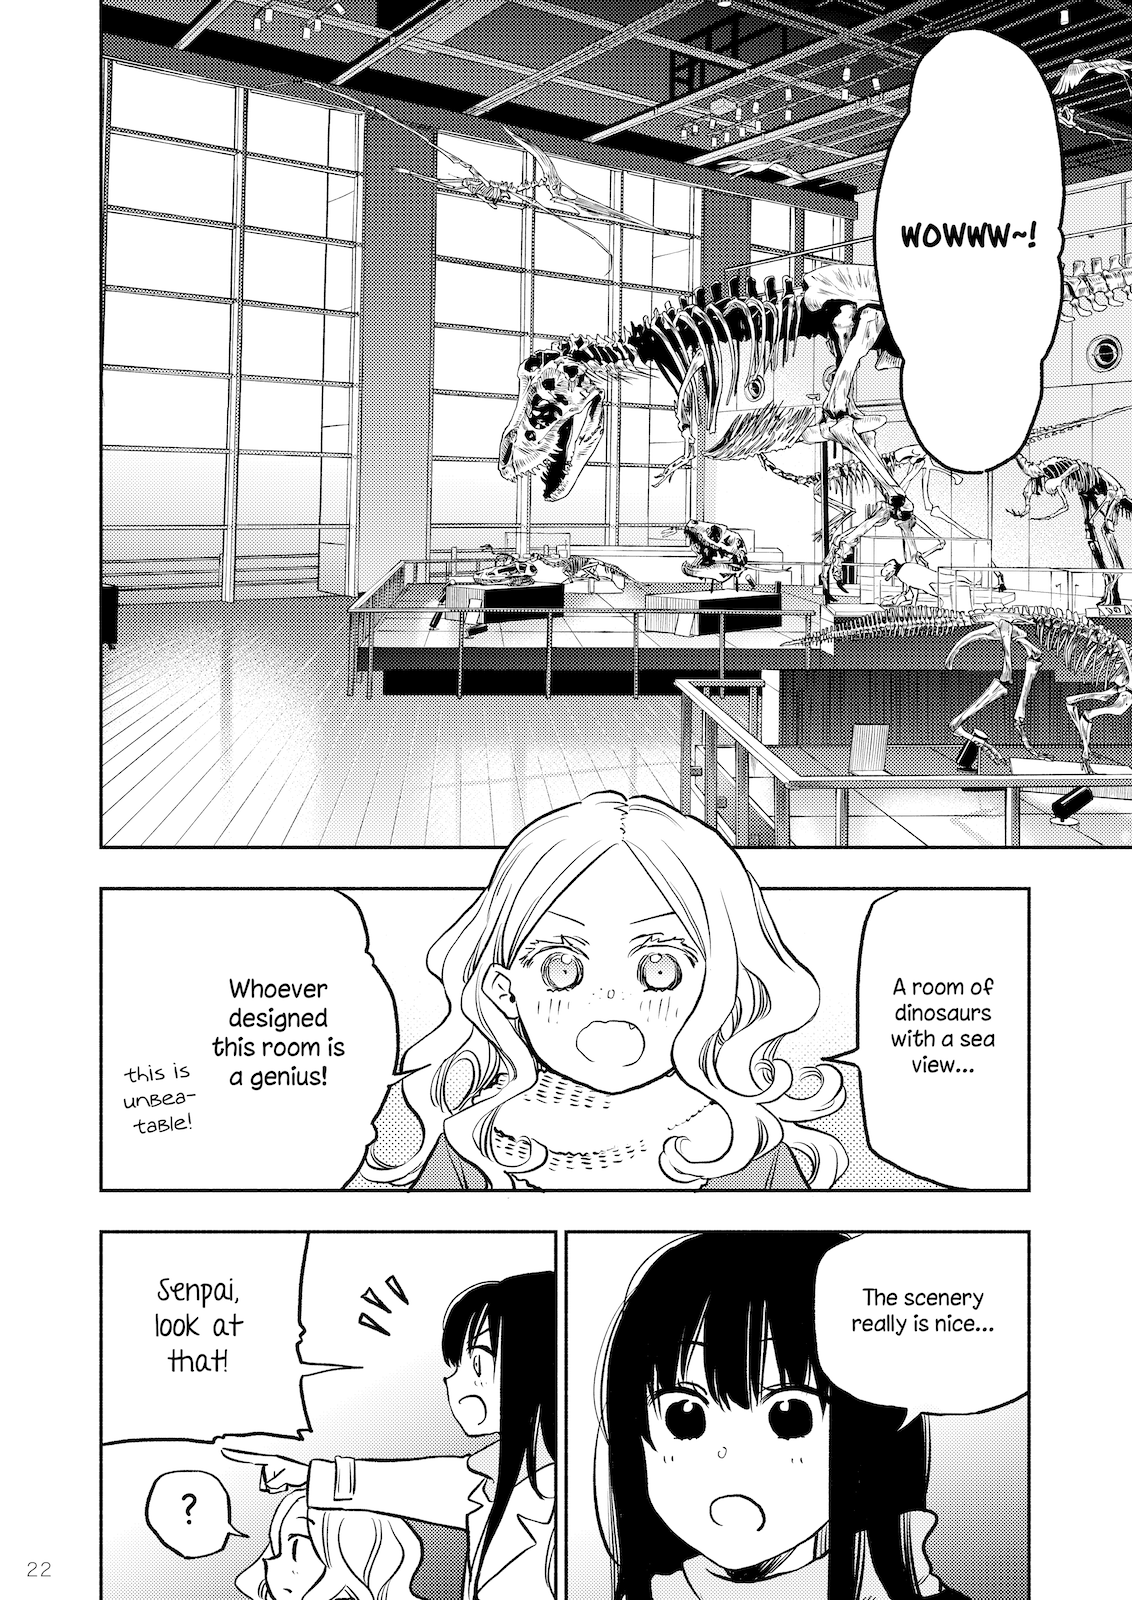 WOWWW~!
A room of
dinosaurs
with a sea
view...
Whoever
designed
this room is
a genius!
this is
unbea-
table!
The scenery
really is nice...
Senpai,
look at
that!
?
22